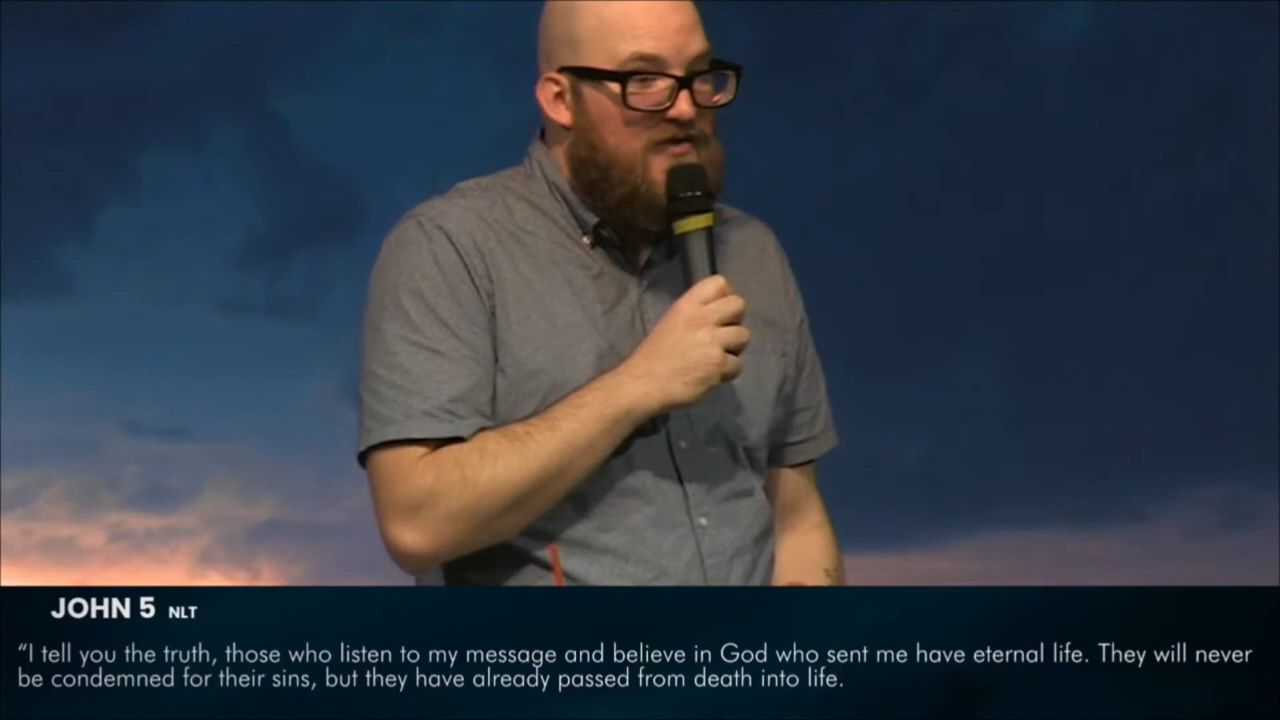 JOHN 5 NLT
“I tell you the truth, those who listen to my message and believe in God who sent me have eternal life. They will never
be condemned for their sins, but they have already passed from death into life.